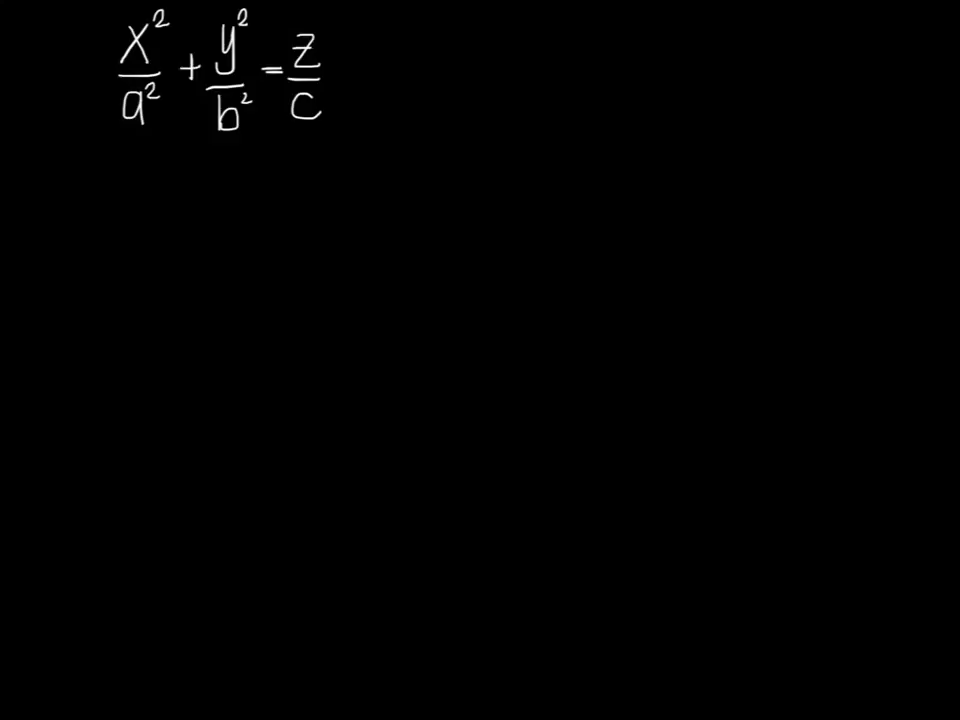 x²/a² + y²/b² = z/c